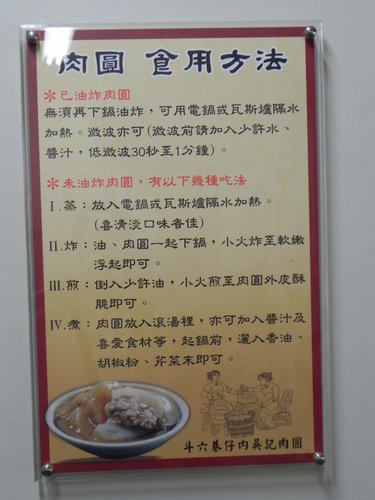 肉圓 食用方法
＊已油炸肉圓
無須再下鍋油炸，可用電鍋或瓦斯爐隔水
加熱。微波亦可(微波前請加入少許水、
醬汁，低微波30秒至1分鐘)。
＊未油炸肉圓，有以下幾種吃法
I.蒸：放入電鍋或瓦斯爐隔水加熱。
(喜清淡口味者佳)
II.炸：油、肉圓一起下鍋，小火炸至軟嫩
浮起即可。
III.煎：倒入少許油，小火煎至肉圓外皮酥
脆即可。
IV.煮：肉圓放入滾湯裡，亦可加入醬汁及
喜愛食材等，起鍋前，灑入香油、
胡椒粉、芹菜末即可。
斗六巷仔內吳記肉圓